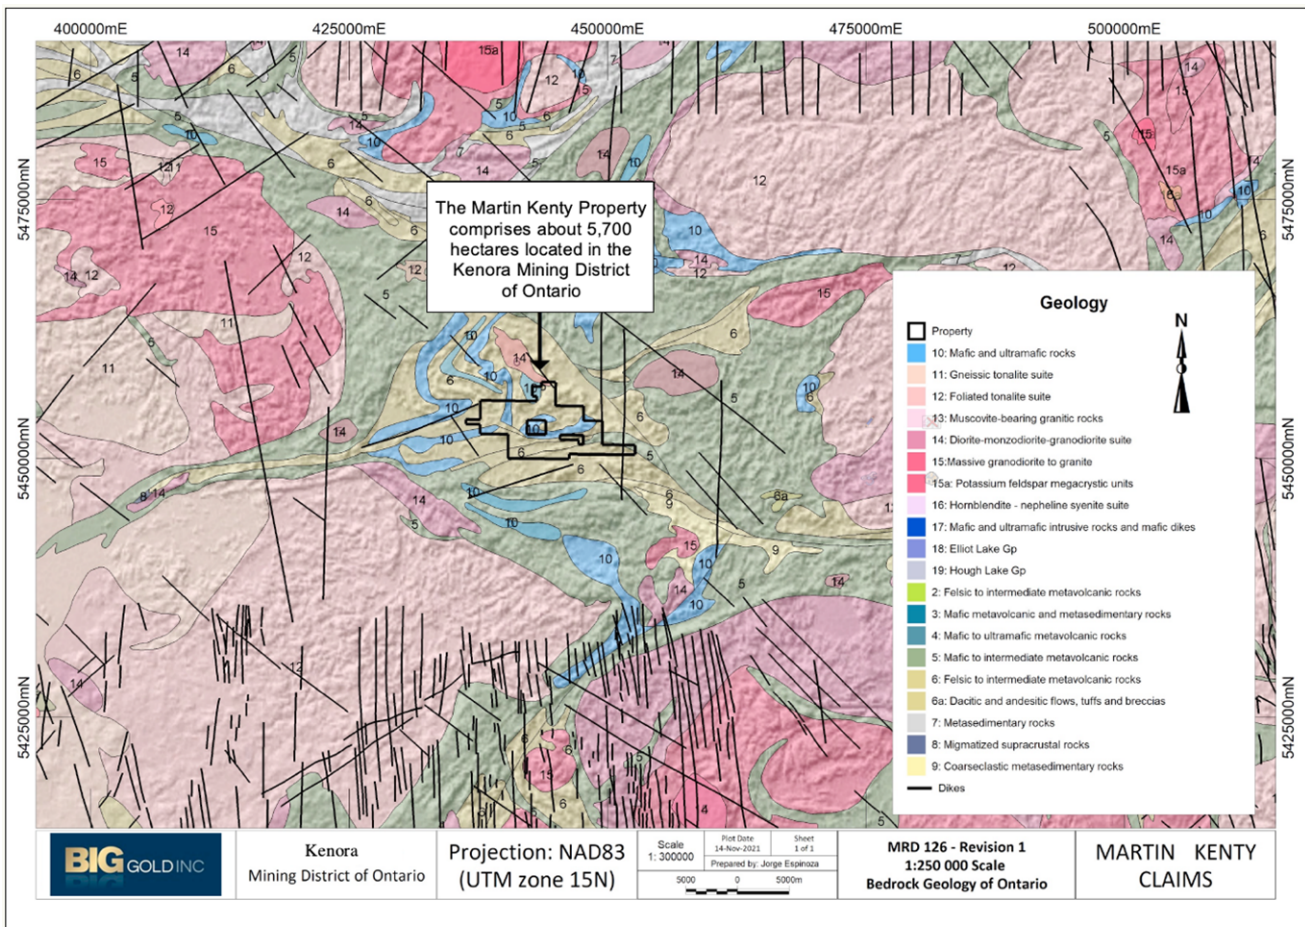 400000mE 425000mE 450000mE 475000mE 500000mE
5475000mN
5450000mN
5425000mN
5475000mN
5450000mN
5425000mN
The Martin Kenty Property
comprises about 5,700
hectares located in the
Kenora Mining District
of Ontario
Geology
N
Property
10: Mafic and ultramafic rocks
11: Gneissic tonalite suite
12: Foliated tonalite suite
13: Muscovite-bearing granitic rocks
14: Diorite-monzodiorite-granodiorite suite
15:Massive granodiorite to granite
15a: Potassium feldspar megacrystic units
16: Hornblendite - nepheline syenite suite
17: Mafic and ultramafic intrusive rocks and mafic dikes
18: Elliot Lake Gp
19: Hough Lake Gp
2: Felsic to intermediate metavolcanic rocks
3: Mafic metavolcanic and metasedimentary rocks
4: Mafic to ultramafic metavolcanic rocks
5: Mafic to intermediate metavolcanic rocks
6: Felsic to intermediate metavolcanic rocks
6a: Dacitic and andesitic flows, tuffs and breccias
7: Metasedimentary rocks
8: Migmatized supracrustal rocks
9: Coarseclastic metasedimentary rocks
Dikes
BIG GOLD INC
Kenora
Mining District of Ontario
Projection: NAD83
(UTM zone 15N)
Scale
1: 300000
Plot Date
14-Nov-2021
Sheet
1 of 1
Prepared by: Jorge Espinoza
5000 0 5000m
MRD 126 - Revision 1
1:250 000 Scale
Bedrock Geology of Ontario
MARTIN KENTY
CLAIMS